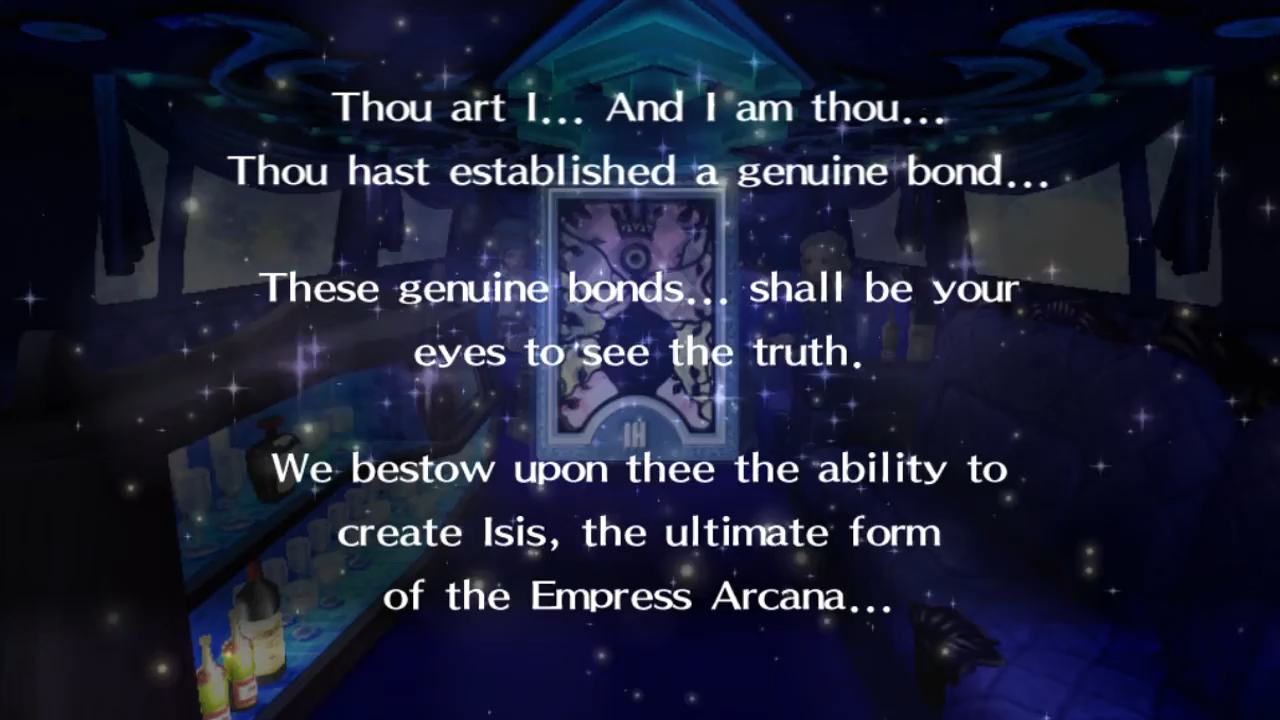 Thou art I... And I am thou...
Thou hast established a genuine bond...
These genuine bonds... shall be your
eyes to see the truth.
We bestow upon thee the ability to
create Isis, the ultimate form
of the Empress Arcana...